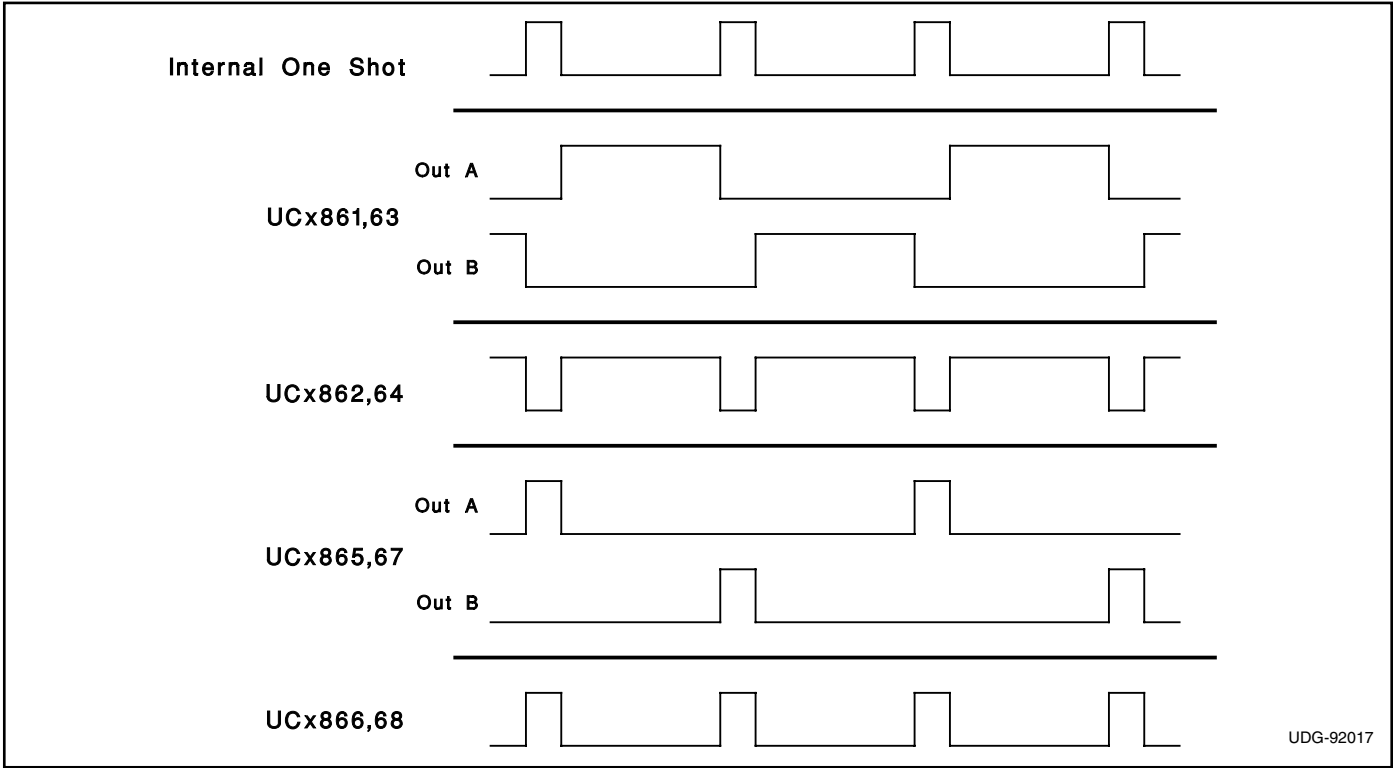 Internal One Shot
Out A
UCx861,63
Out B
UCx862,64
Out A
UCx865,67
Out B
UCx866,68
UDG-92017